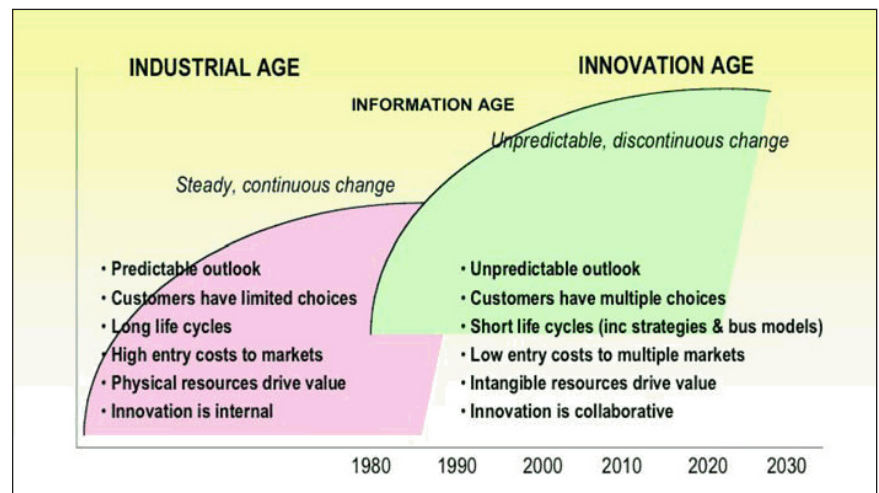 INDUSTRIAL AGE
INNOVATION AGE
INFORMATION AGE
Unpredictable, discontinuous change
Steady, continuous change
• Predictable outlook
• Customers have limited choices
• Long life cycles
• High entry costs to markets
• Physical resources drive value
• Innovation is internal
• Unpredictable outlook
• Customers have multiple choices
• Short life cycles (inc strategies & bus models)
• Low entry costs to multiple markets
• Intangible resources drive value
• Innovation is collaborative
1980 1990 2000 2010 2020 2030